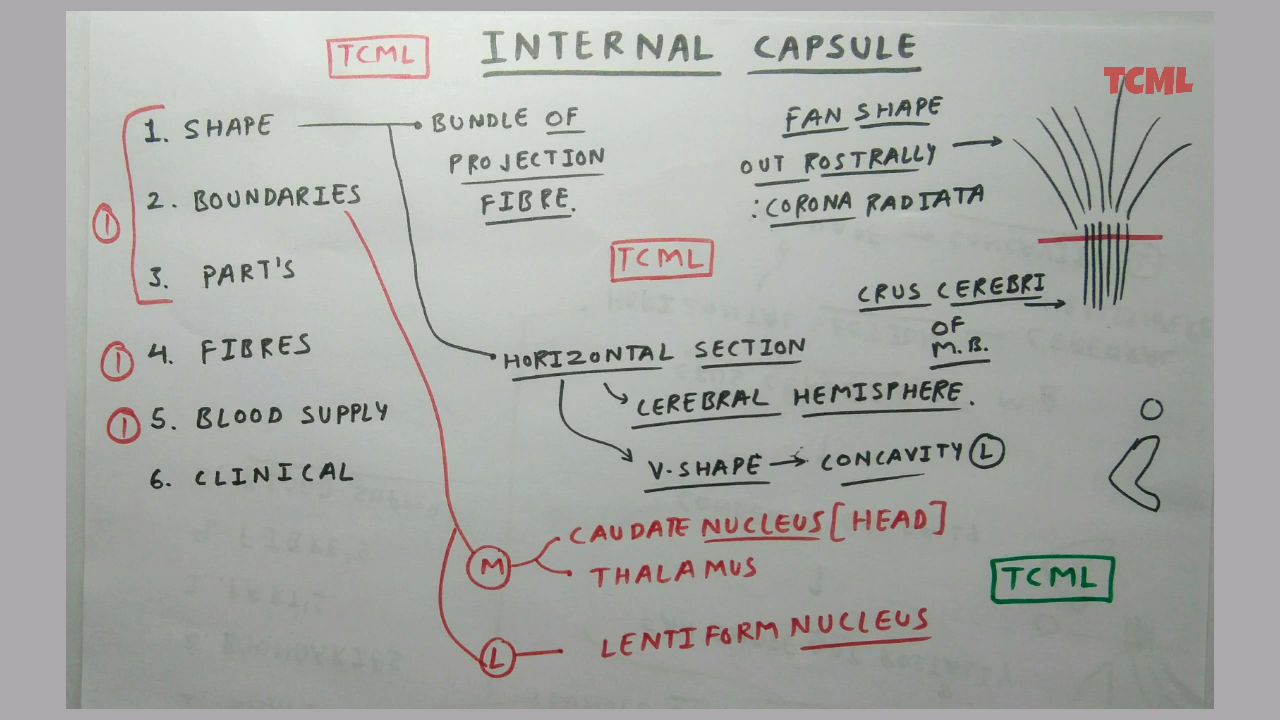 TCML
INTERNAL CAPSULE
TCML
1. SHAPE
BUNDLE OF
PROJECTION
FIBRE.
FAN SHAPE
OUT ROSTRALLY
: CORONA RADIATA
2. BOUNDARIES
3. PART'S
1
TCML
CRUS CEREBRI
OF
M.B.
1 4. FIBRES
HORIZONTAL SECTION
CEREBRAL HEMISPHERE.
1 5. BLOOD SUPPLY
V-SHAPE → CONCAVITY L
6. CLINICAL
M
CAUDATE NUCLEUS [HEAD]
THALAMUS
TCML
L
LENTIFORM NUCLEUS